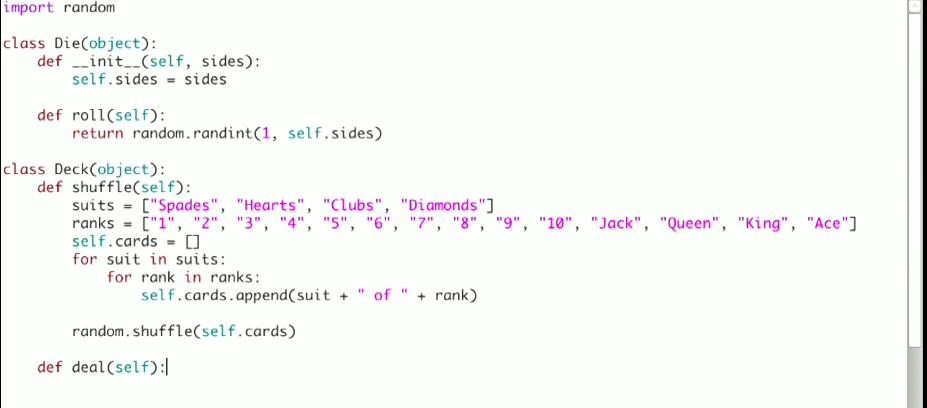 import random
class Die(object):
    def __init__(self, sides):
        self.sides = sides
    def roll(self):
        return random.randint(1, self.sides)
class Deck(object):
    def shuffle(self):
        suits = ["Spades", "Hearts", "Clubs", "Diamonds"]
        ranks = ["1", "2", "3", "4", "5", "6", "7", "8", "9", "10", "Jack", "Queen", "King", "Ace"]
        self.cards = []
        for suit in suits:
            for rank in ranks:
                self.cards.append(suit + " of " + rank)
        random.shuffle(self.cards)
    def deal(self):